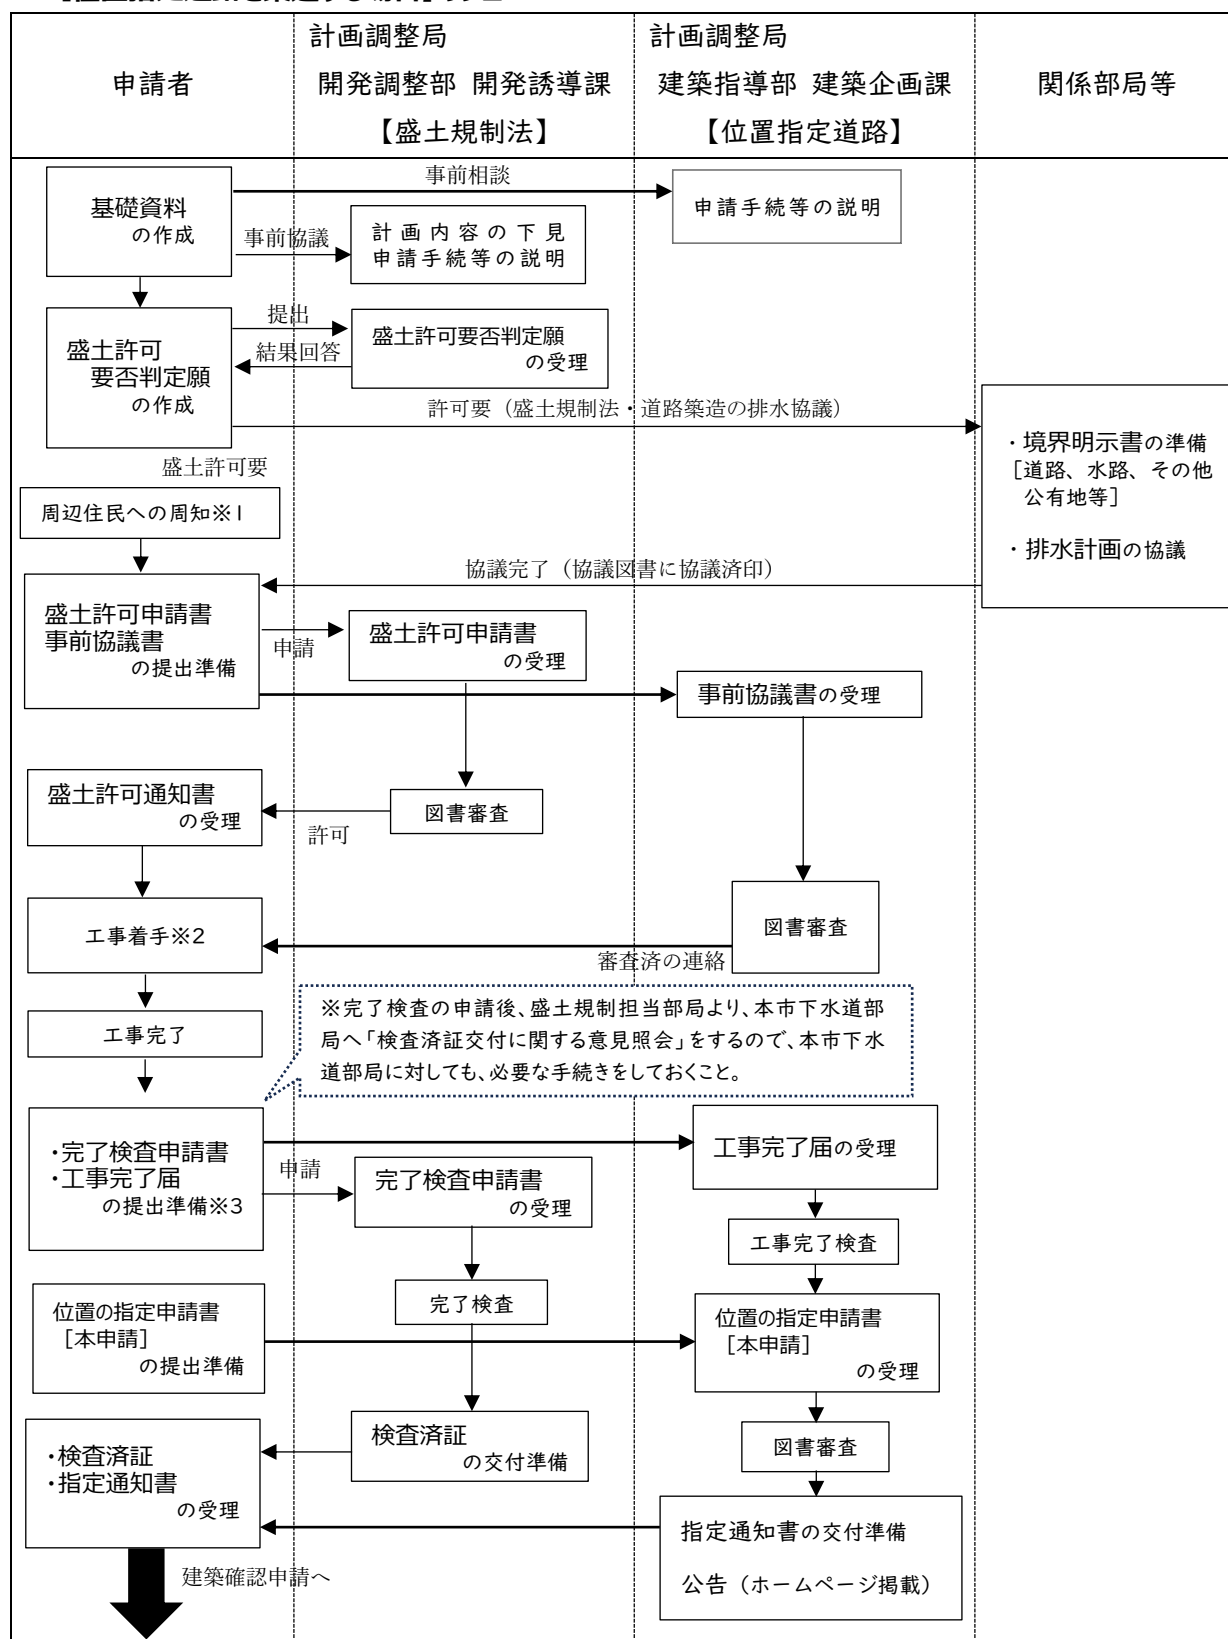 申請者
計画調整局
開発調整部 開発誘導課
【盛土規制法】
計画調整局
建築指導部 建築企画課
【位置指定道路】
関係部局等
基礎資料
の作成
事前相談
申請手続等の説明
事前協議
計画内容の下見
申請手続等の説明
盛土許可
要否判定願
の作成
提出
結果回答
盛土許可要否判定願
の受理
許可要（盛土規制法・道路築造の排水協議）
・境界明示書の準備
［道路、水路、その他
公有地等］
・排水計画の協議
盛土許可要
周辺住民への周知※1
協議完了（協議図書に協議済印）
盛土許可申請書
事前協議書
の提出準備
申請
盛土許可申請書
の受理
事前協議書の受理
盛土許可通知書
の受理
許可
図書審査
工事着手※2
図書審査
審査済の連絡
工事完了
※完了検査の申請後、盛土規制担当部局より、本市下水道部
局へ「検査済証交付に関する意見照会」をするので、本市下水
道部局に対しても、必要な手続きをしておくこと。
・完了検査申請書
・工事完了届
の提出準備※3
申請
完了検査申請書
の受理
工事完了届の受理
工事完了検査
完了検査
位置の指定申請書
［本申請］
の提出準備
位置の指定申請書
［本申請］
の受理
検査済証
の交付準備
図書審査
・検査済証
・指定通知書
の受理
指定通知書の交付準備
公告（ホームページ掲載）
建築確認申請へ